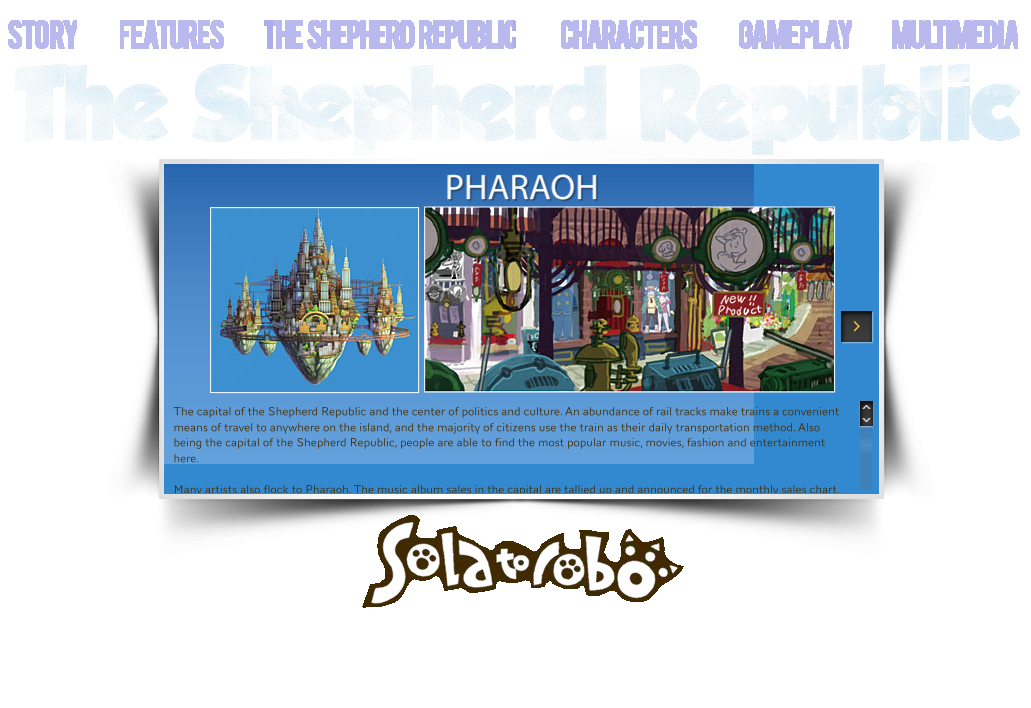 STORY FEATURES THE SHEPHERD REPUBLIC CHARACTERS GAMEPLAY MULTIMEDIA
The Shepherd Republic
PHARAOH
New!!
Product
The capital of the Shepherd Republic and the center of politics and culture. An abundance of rail tracks make trains a convenient
means of travel to anywhere on the island, and the majority of citizens use the train as their daily transportation method. Also
being the capital of the Shepherd Republic, people are able to find the most popular music, movies, fashion and entertainment
here.
Many artists also flock to Pharaoh. The music album sales in the capital are tallied up and announced for the monthly sales chart.
Solatorobo